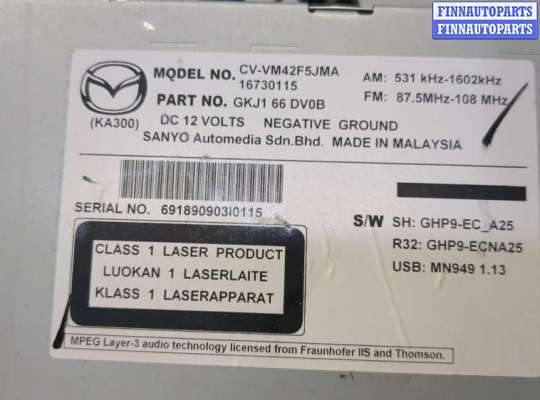 FINNAUTOPARTS
FINNAUTOPARTS
MODEL NO. CV-VM42F5JMA
16730115
AM: 531 kHz-1602kHz
PART NO. GKJ1 66 DV0B
FM: 87.5MHz-108 MHz
(KA300)
DC 12 VOLTS NEGATIVE GROUND
SANYO Automedia Sdn.Bhd. MADE IN MALAYSIA
SERIAL NO. 691890903I0115
S/W SH: GHP9-EC_A25
R32: GHP9-ECNA25
USB: MN949 1.13
CLASS 1 LASER PRODUCT
LUOKAN 1 LASERLAITE
KLASS 1 LASERAPPARAT
MPEG Layer-3 audio technology licensed from Fraunhofer IIS and Thomson.